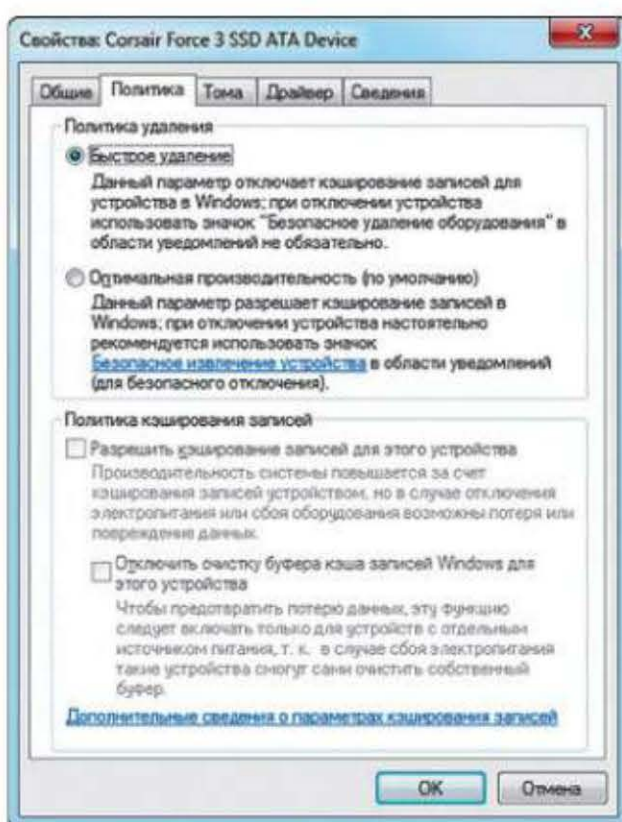 Свойства: Corsair Force 3 SSD ATA Device
Общие Политика Тома Драйвер Сведения
Политика удаления
Быстрое удаление
Данный параметр отключает кэширование записей для
устройства в Windows; при отключении устройства
использовать значок "Безопасное удаление оборудования" в
области уведомлений не обязательно.
Оптимальная производительность (по умолчанию)
Данный параметр разрешает кэширование записей в
Windows; при отключении устройства настоятельно
рекомендуется использовать значок
Безопасное извлечение устройства в области уведомлений
(для безопасного отключения).
Политика кэширования записей
Разрешить кэширование записей для этого устройства
Производительность системы повышается за счет
кэширования записей устройством, но в случае отключения
электропитания или сбоя оборудования возможны потеря или
повреждение данных.
Отключить очистку буфера кэша записей Windows для
этого устройства
Чтобы предотвратить потерю данных, эту функцию
следует включать только для устройств с отдельным
источником питания, т. к. в случае сбоя электропитания
такие устройства смогут сами очистить собственный
буфер.
Дополнительные сведения о параметрах кэширования записей
OK Отмена